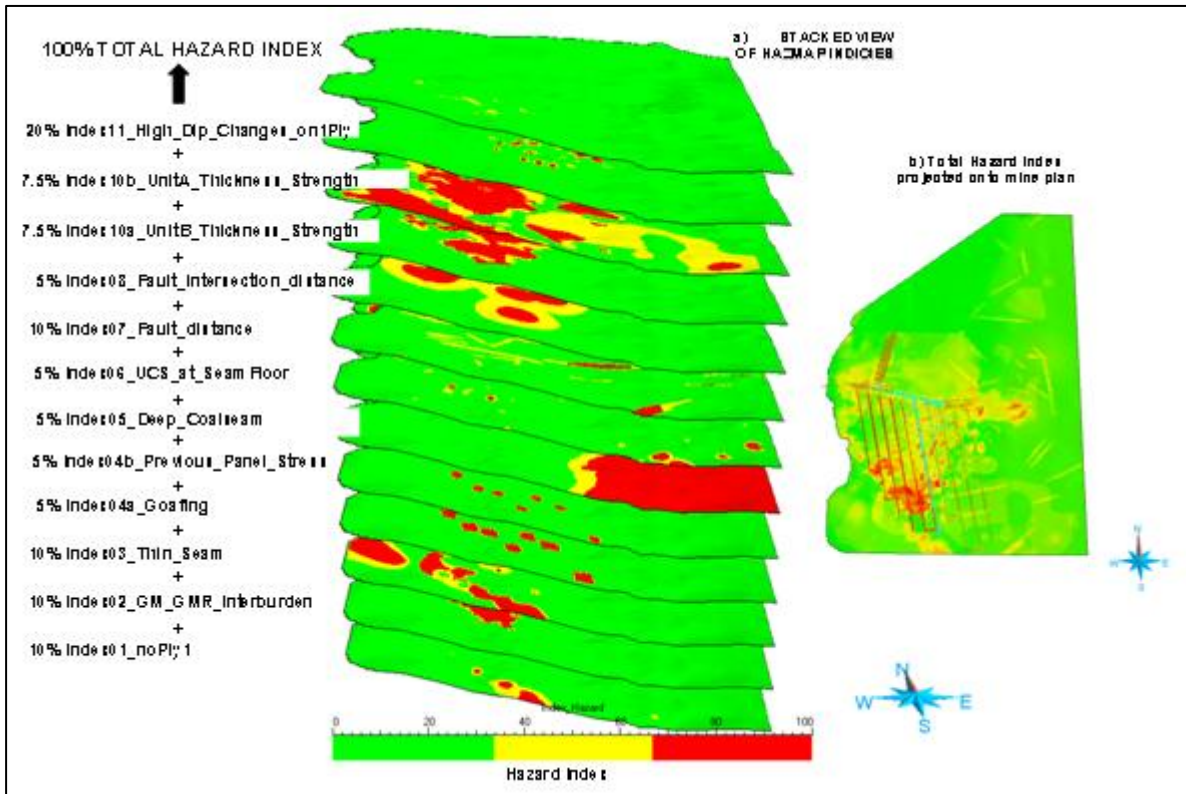 100% TOTAL HAZARD INDEX
20% Index11_High_Dip_Changes_on1Ply
+
7.5% Index10b_UnitA_Thickness_Strength
+
7.5% Index10a_UnitB_Thickness_Strength
+
5% Index08_Fault_Intersection_distance
+
10% Index07_Fault_distance
+
5% Index06_UCS_at_Seam Floor
+
5% Index05_Deep_Coalseam
+
5% Index04b_Previous_Panel_Stress
+
5% Index04a_Goafing
+
10% Index03_Thin_Seam
+
10% Index02_GM_GMR_Interburden
+
10% Index01_noPly1
a) STACKED VIEW
OF HAZMAP INDICIES
b) Total Hazard Index
projected onto mine plan
N
W E
S
N
W E
S
Index_Hazard
0 20 40 60 80 100
Hazard Index